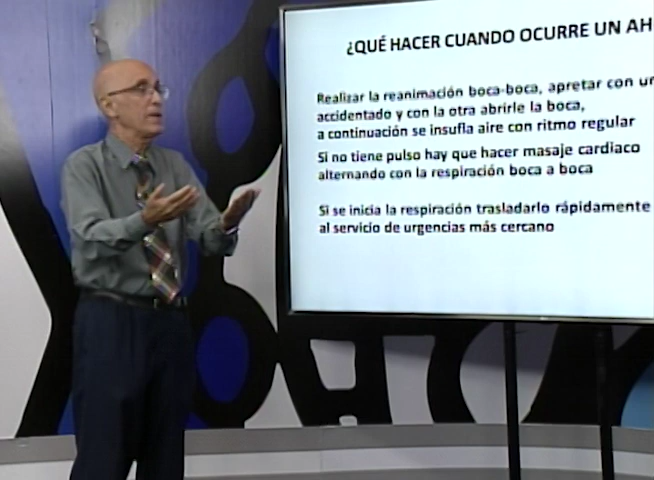 ¿QUÉ HACER CUANDO OCURRE UN AH
Realizar la reanimación boca-boca, apretar con un
accidentado y con la otra abrirle la boca,
a continuación se insufla aire con ritmo regular
Si no tiene pulso hay que hacer masaje cardiaco
alternando con la respiración boca a boca
Si se inicia la respiración trasladarlo rápidamente
al servicio de urgencias más cercano